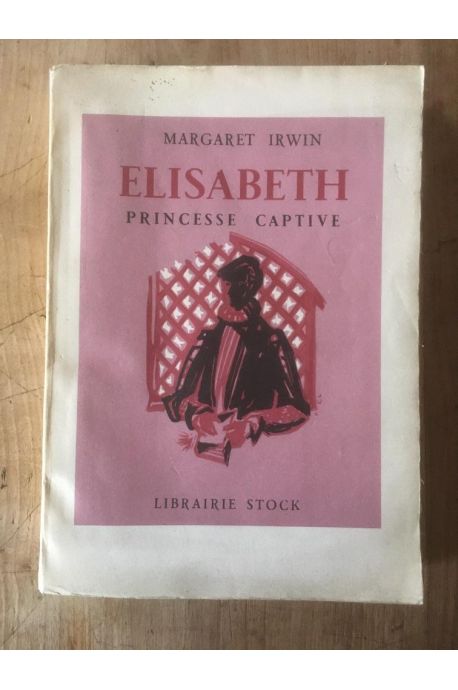 MARGARET IRWIN
ELISABETH
PRINCESSE CAPTIVE
LIBRAIRIE STOCK